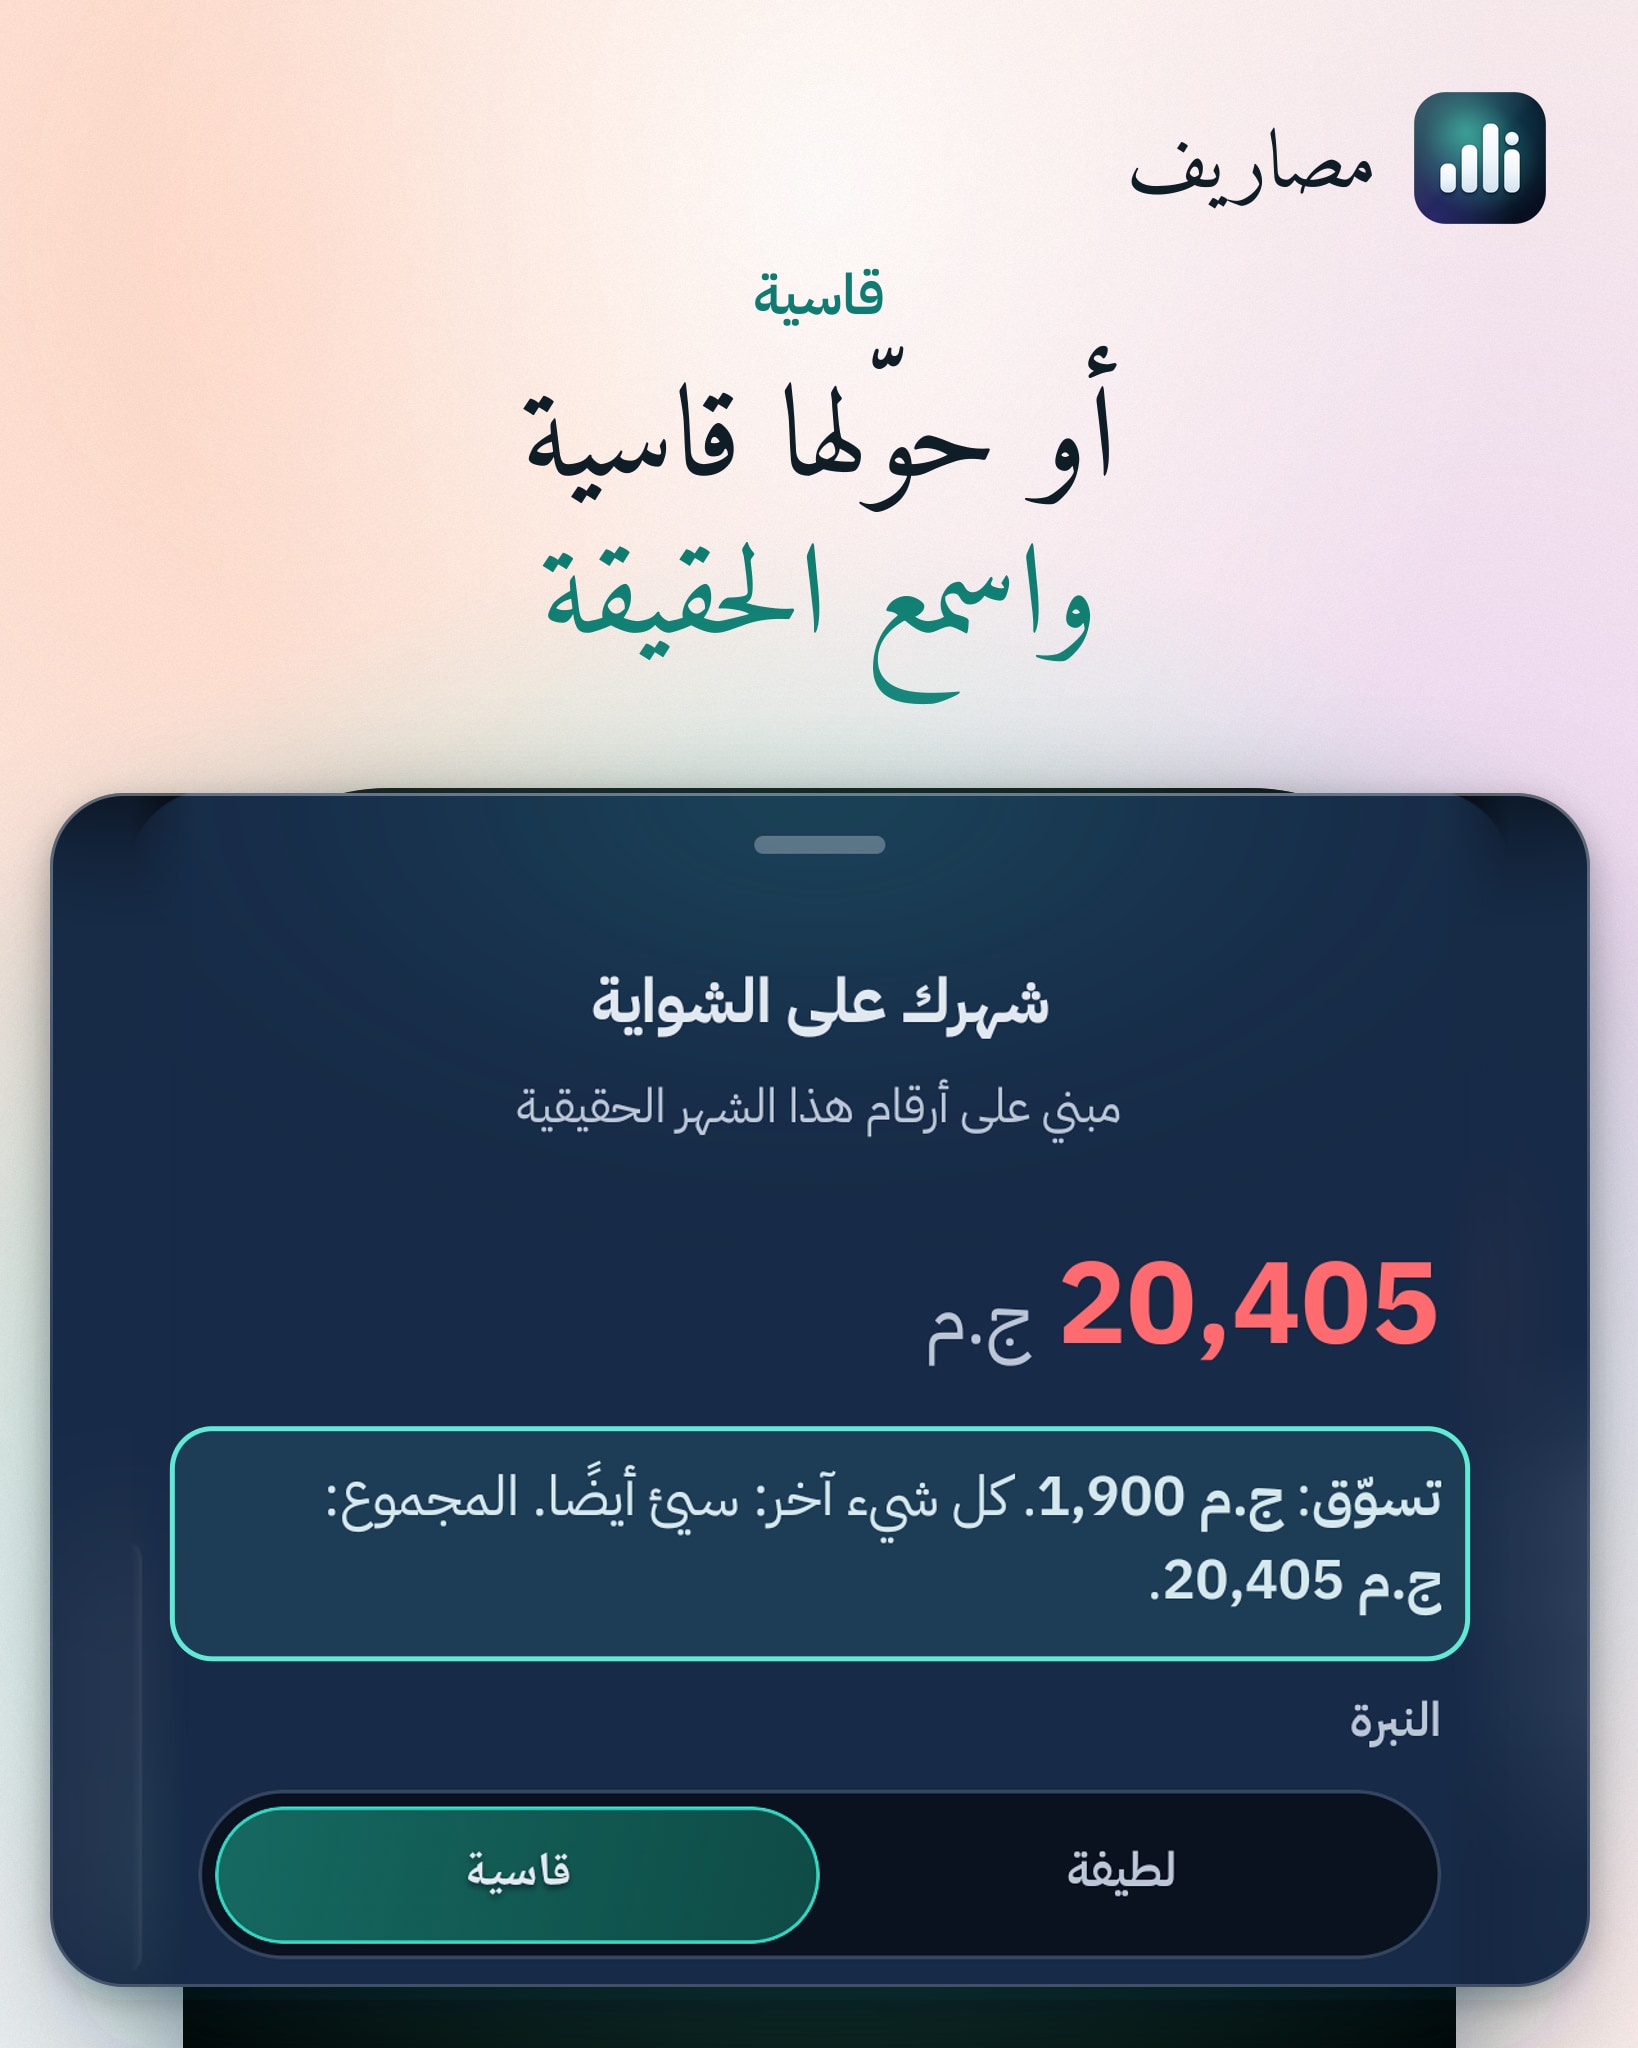 مصاريف
قاسية
أو حوّلها قاسية
واسمع الحقيقة
شهرك على الشواية
مبني على أرقام هذا الشهر الحقيقية
20,405 ج.م
تسوّق: ج.م 1,900. كل شيء آخر: سيئ أيضًا. المجموع:
ج.م 20,405.
النبرة
لطيفة
قاسية